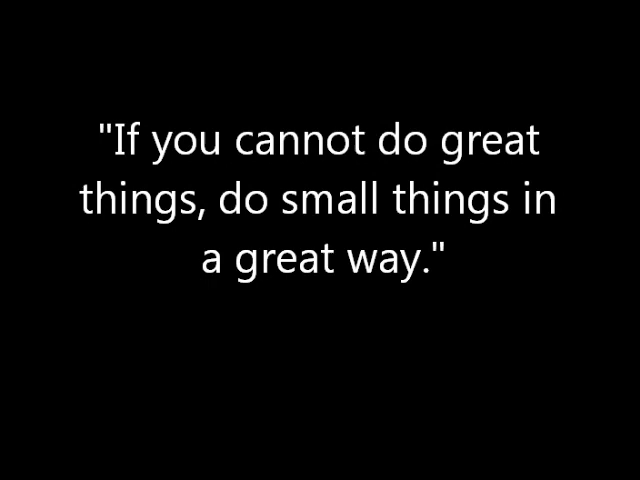 "If you cannot do great
things, do small things in
a great way."